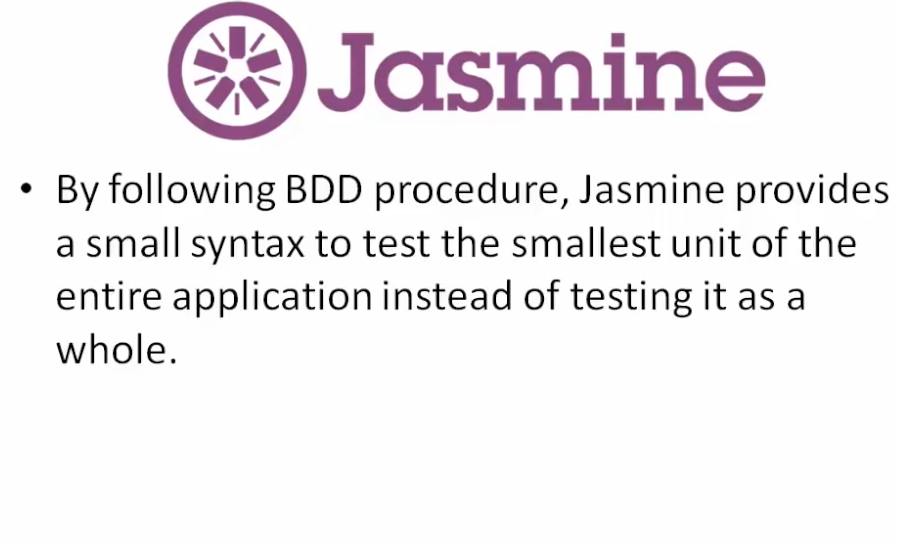 Jasmine
• By following BDD procedure, Jasmine provides
a small syntax to test the smallest unit of the
entire application instead of testing it as a
whole.